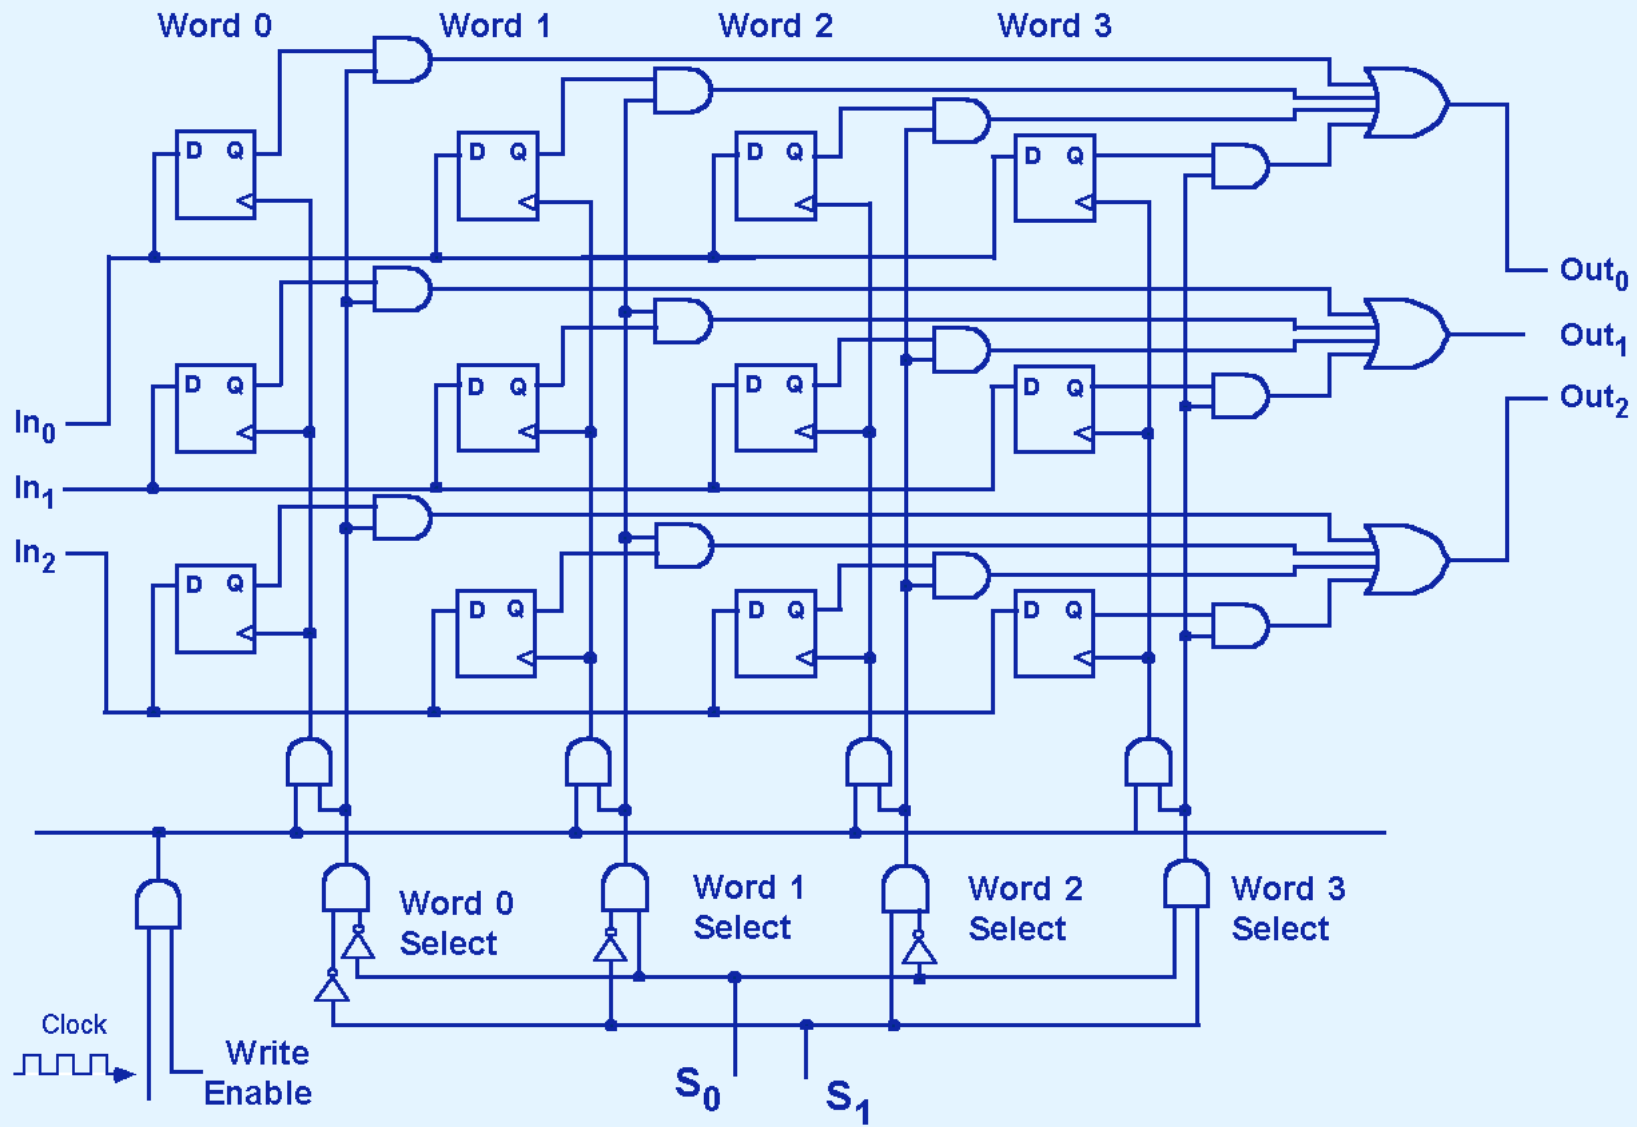 Word 0 Word 1 Word 2 Word 3
D Q D Q D Q D Q
Out0
Out1
D Q D Q D Q D Q
Out2
In0
In1
In2
D Q D Q D Q D Q
Word 0
Select
Word 1
Select
Word 2
Select
Word 3
Select
Clock
Write
Enable
S0
S1